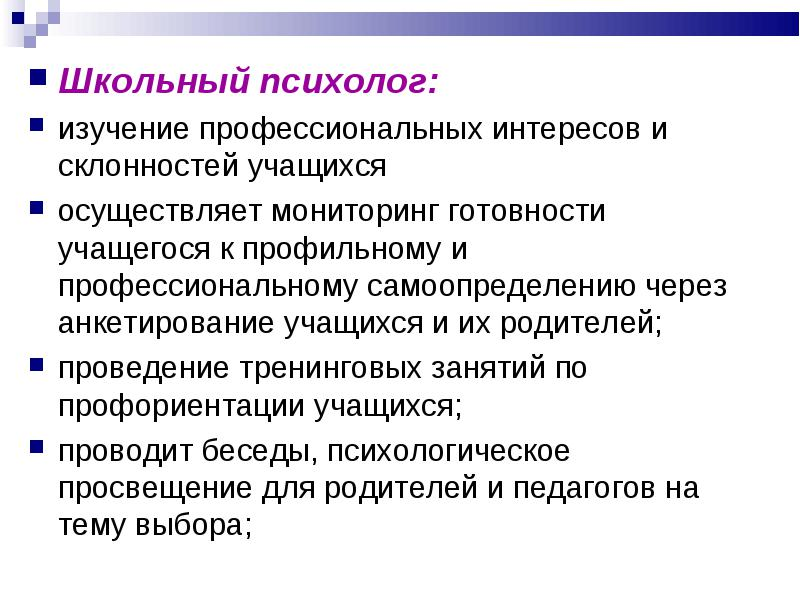 Школьный психолог:
изучение профессиональных интересов и
склонностей учащихся
осуществляет мониторинг готовности
учащегося к профильному и
профессиональному самоопределению через
анкетирование учащихся и их родителей;
проведение тренинговых занятий по
профориентации учащихся;
проводит беседы, психологическое
просвещение для родителей и педагогов на
тему выбора;